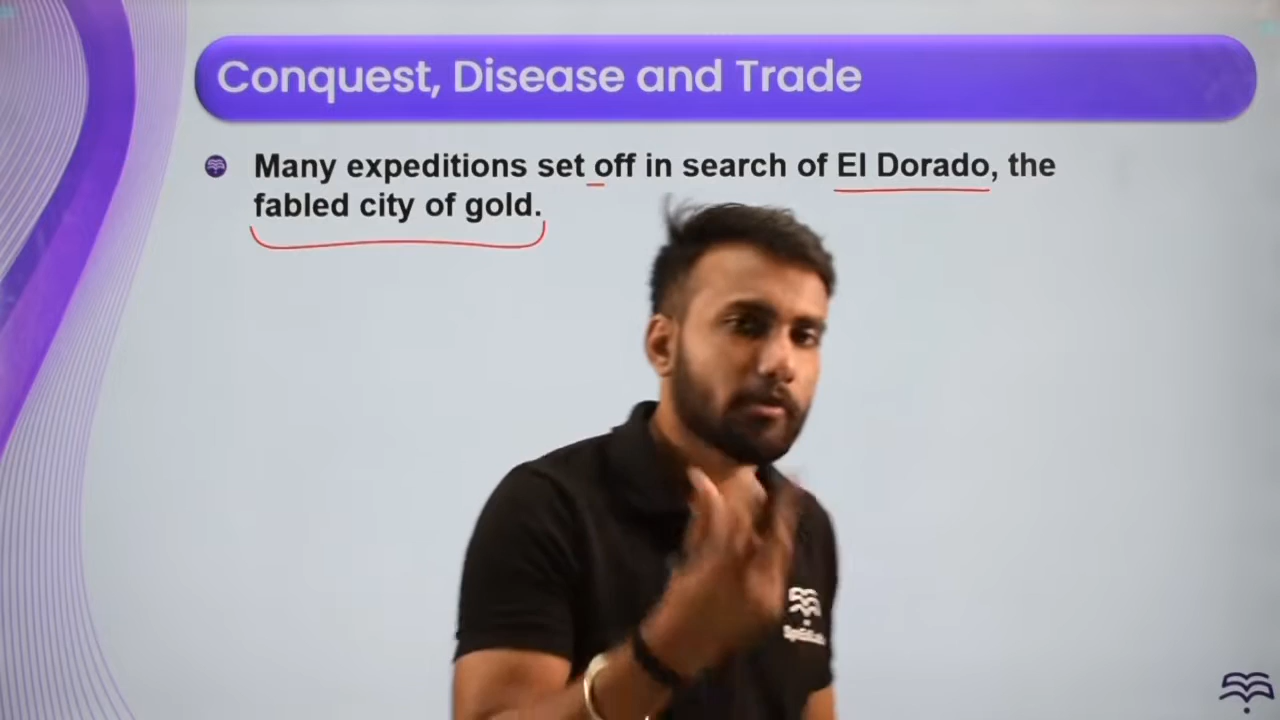 Conquest, Disease and Trade
Many expeditions set off in search of El Dorado, the
fabled city of gold.